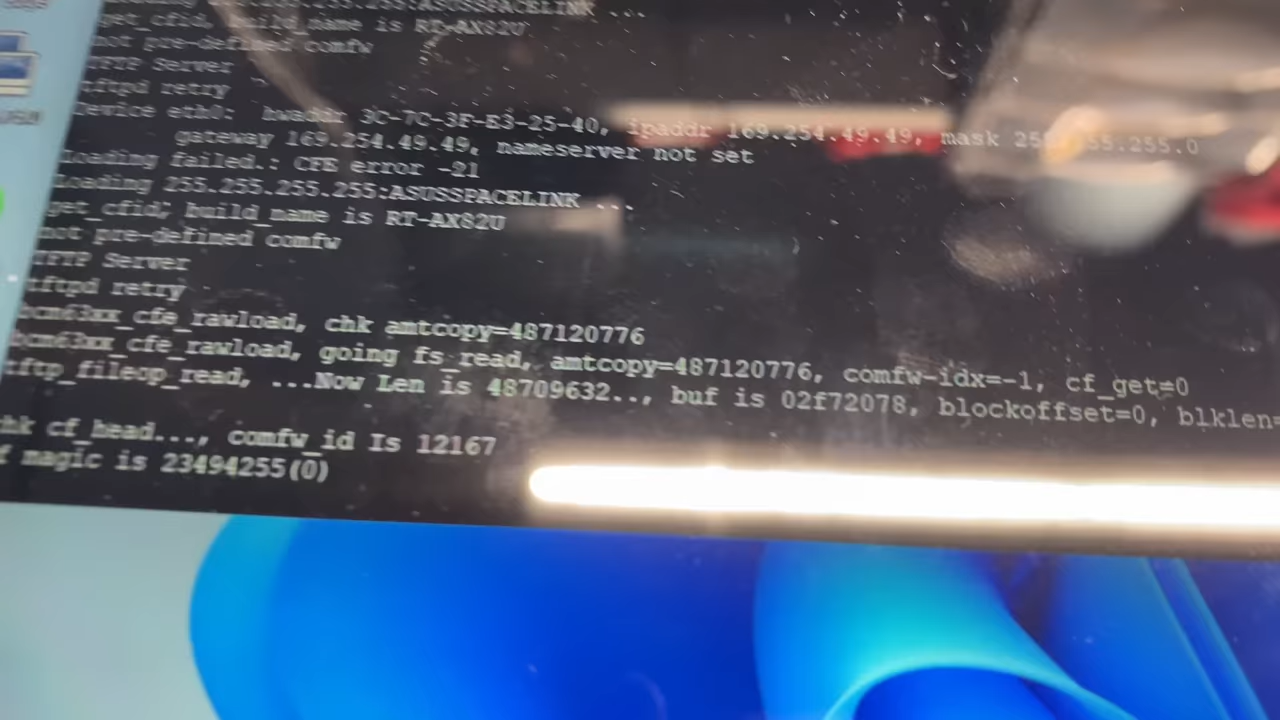 255.255:ASUSSPACELINK ...
get_cfid, build_name is RT-AX82U
not pre-defined comfw
TFTP Server
tftpd retry
Device eth0: hwaddr 3C-7C-3F-E3-25-40, ipaddr 169.254.49.49, mask 255.255.255.0
gateway 169.254.49.49, nameserver not set
Loading failed.: CFE error -21
Loading 255.255.255.255:ASUSSPACELINK ...
get_cfid, build_name is RT-AX82U
not pre-defined comfw
TFTP Server
tftpd retry
bcm63xx_cfe_rawload, chk amtcopy=487120776
bcm63xx_cfe_rawload, going fs_read, amtcopy=487120776, comfw-idx=-1, cf_get=0
tftp_fileop_read, ...Now Len is 48709632.., buf is 02f72078, blockoffset=0, blklen=
chk cf_head..., comfw_id Is 12167
f magic is 23494255(0)